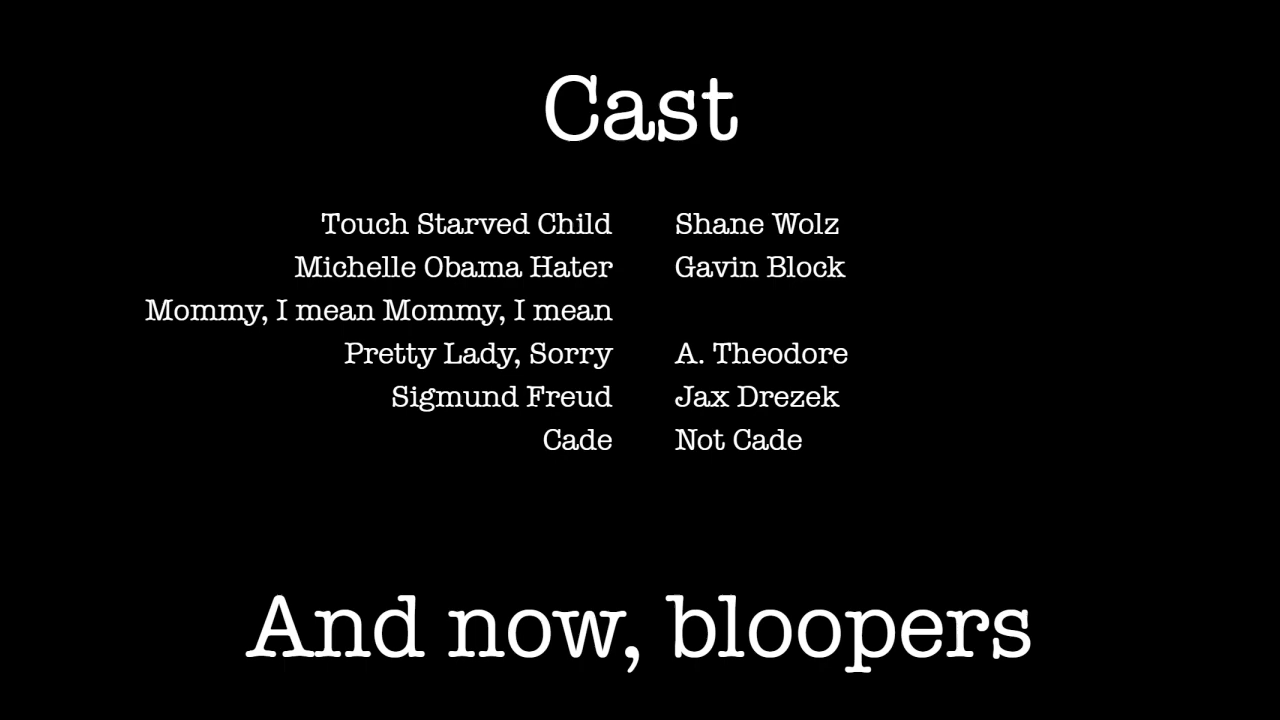 Cast
Touch Starved Child Shane Wolz
Michelle Obama Hater Gavin Block
Mommy, I mean Mommy, I mean
Pretty Lady, Sorry A. Theodore
Sigmund Freud Jax Drezek
Cade Not Cade
And now, bloopers